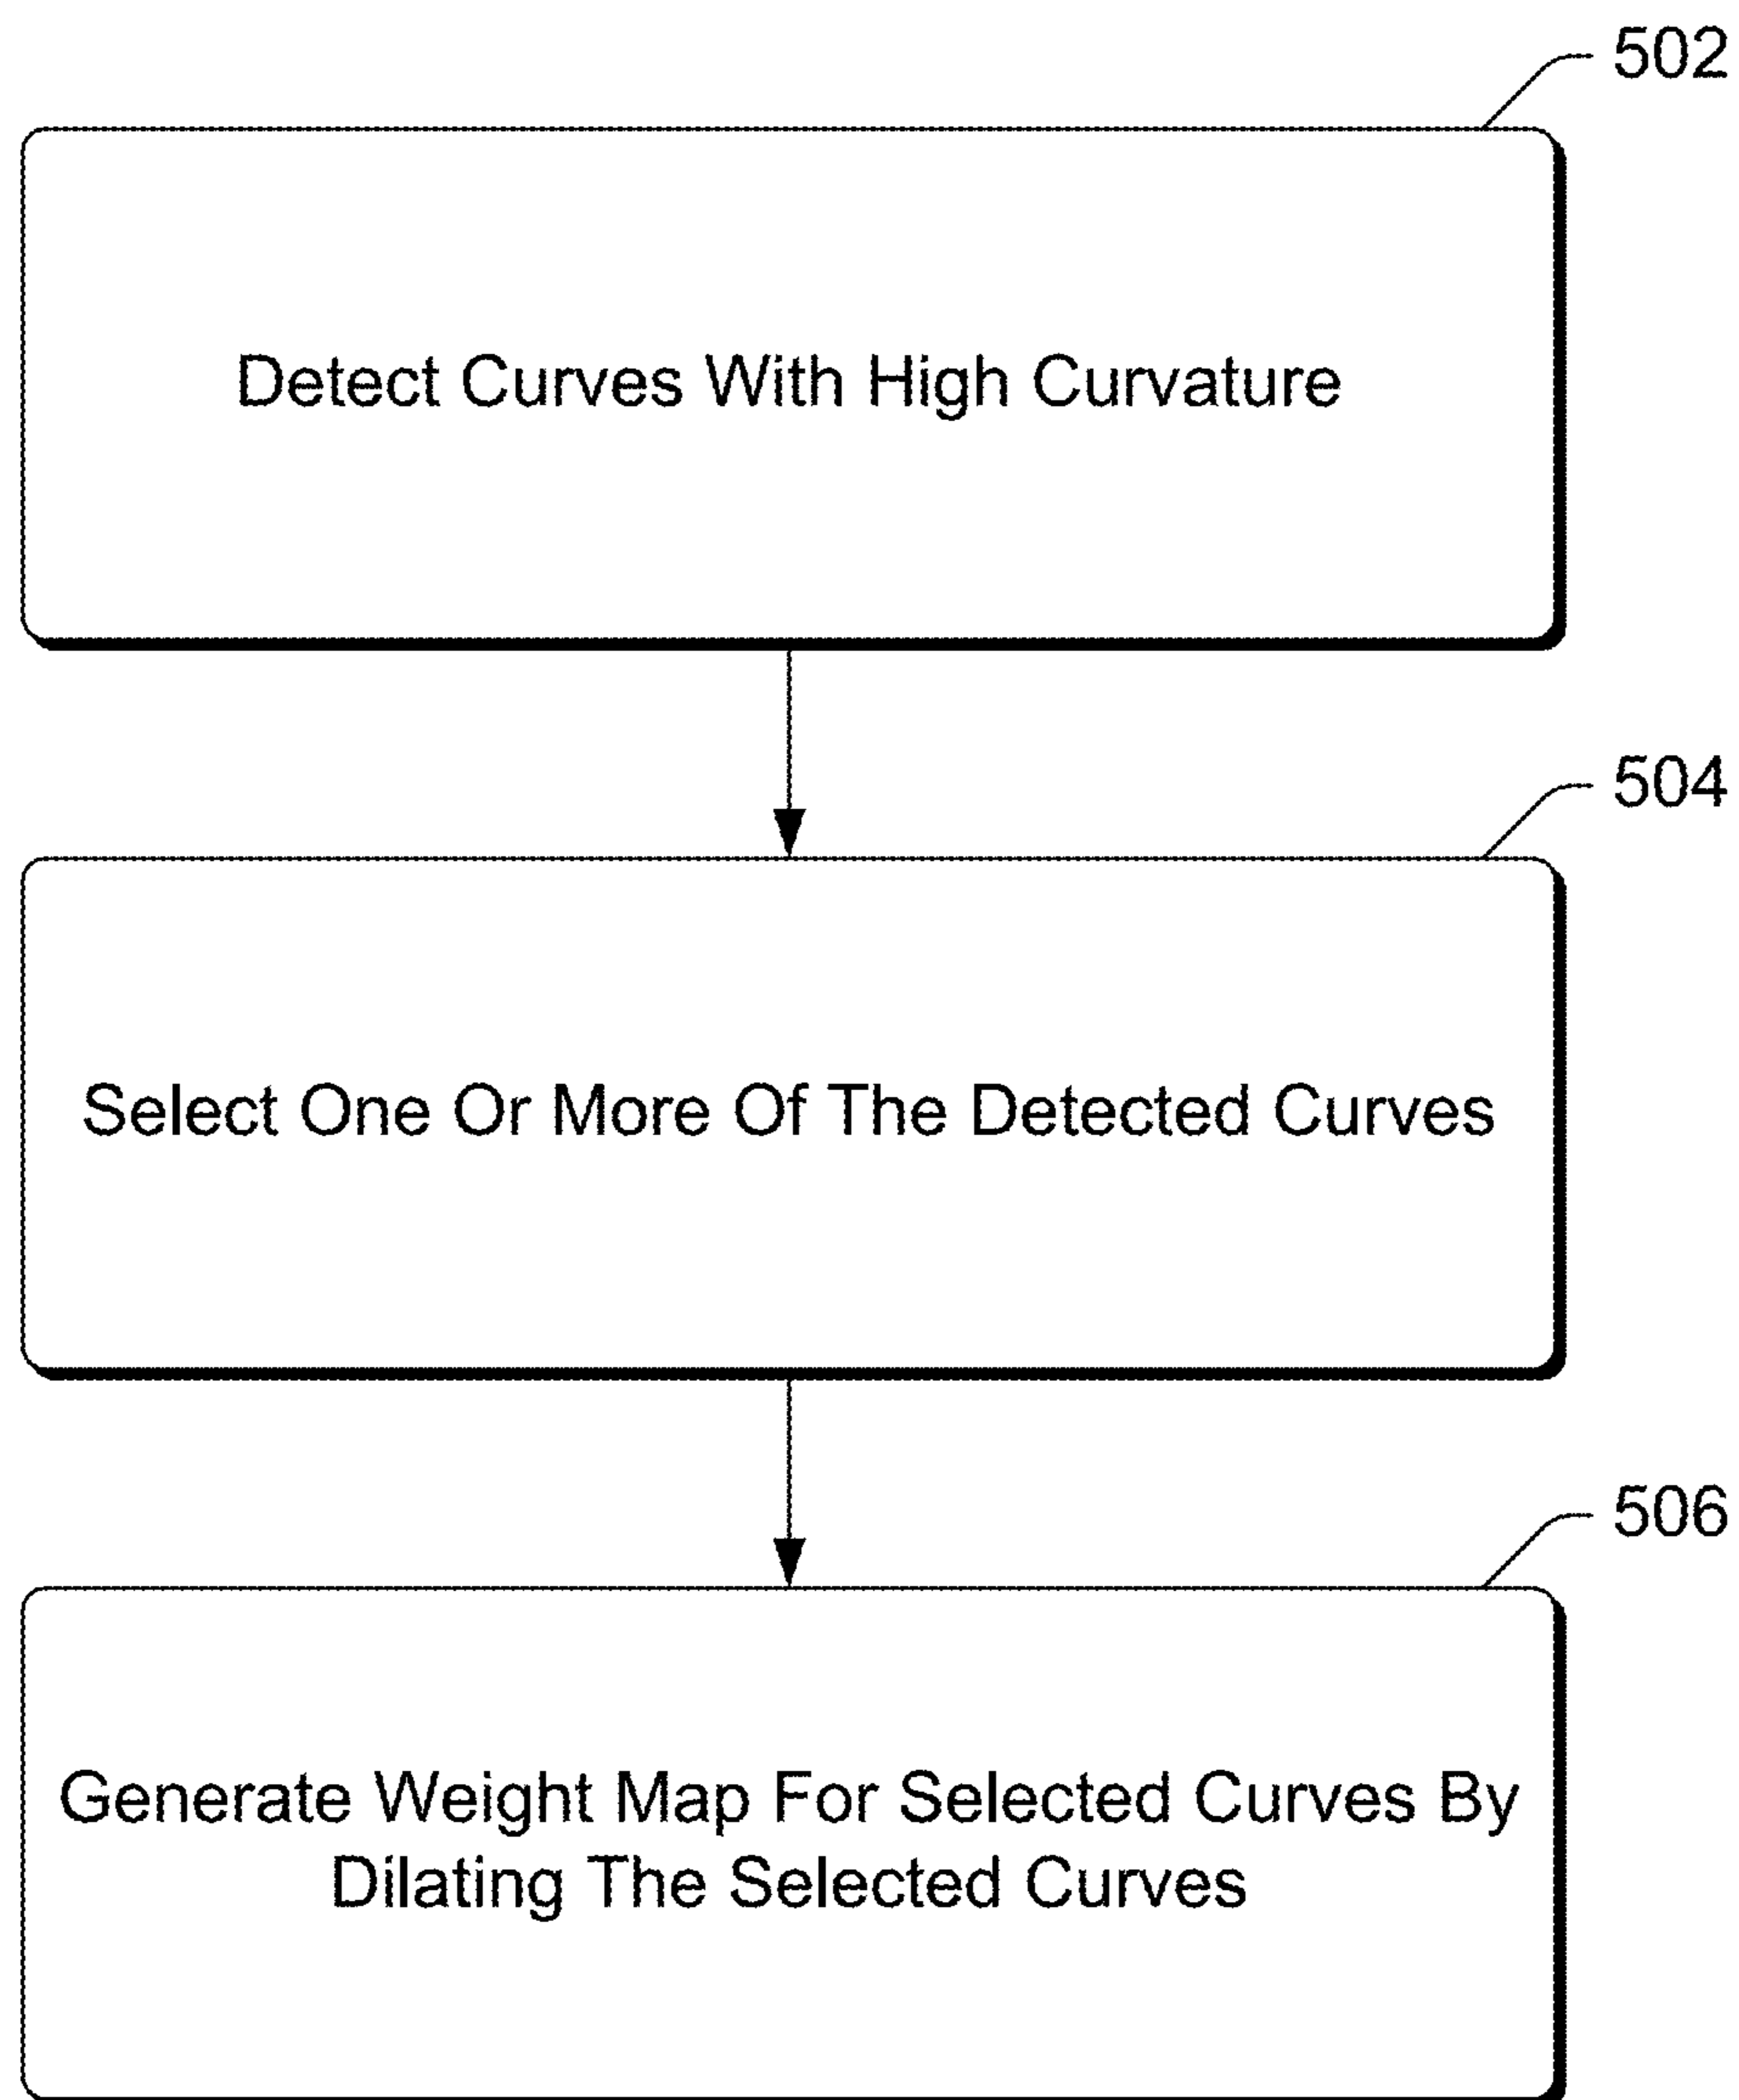 502
Detect Curves With High Curvature
504
Select One Or More Of The Detected Curves
506
Generate Weight Map For Selected Curves By
Dilating The Selected Curves